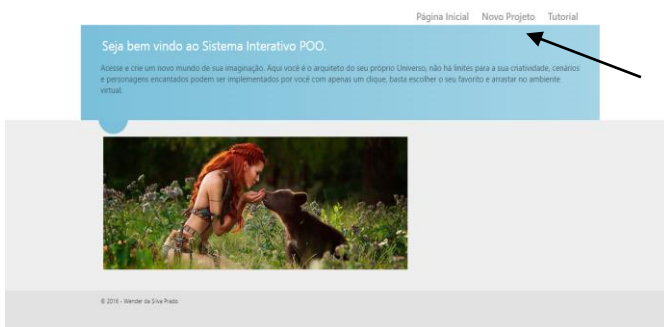 Página Inicial Novo Projeto Tutorial
Seja bem vindo ao Sistema Interativo POO.
Acesse e crie um novo mundo de sua imaginação. Aqui você é o arquiteto do seu próprio Universo, não há linites para a sua criatividade, cenários
e personagens encantados podem ser implementados por você com apenas um clique, basta escolher o seu favorito e arrastar no ambiente
virtual.
© 2016 - Wender da Silva Prado